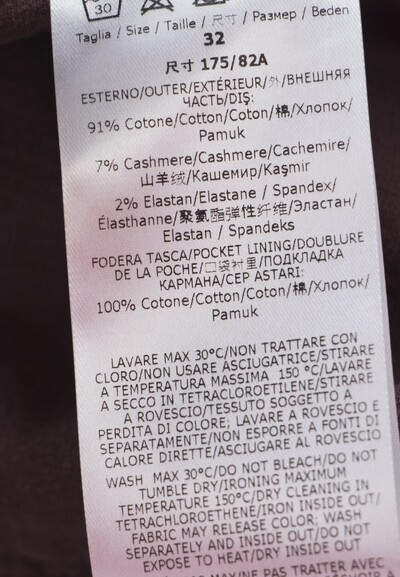 30
Taglia / Size / Taille / 尺寸 / Размер / Beden
32
尺寸 175/82A
ESTERNO/OUTER/EXTÉRIEUR/外/ВНЕШНЯЯ
ЧАСТЬ/DIŞ:
91% Cotone/Cotton/Coton/棉/Хлопок/
Pamuk
7% Cashmere/Cashmere/Cachemire/
山羊绒/Кашемир/Kaşmir
2% Elastan/Elastane / Spandex/
Élasthanne/聚氨酯弹性纤维/Эластан/
Elastan / Spandeks
FODERA TASCA/POCKET LINING/DOUBLURE
DE LA POCHE/口袋衬里/ПОДКЛАДКА
КАРМАНА/CEP ASTARI:
100% Cotone/Cotton/Coton/棉/Хлопок/
Pamuk
LAVARE MAX 30°C/NON TRATTARE CON
CLORO/NON USARE ASCIUGATRICE/STIRARE
A TEMPERATURA MASSIMA 150 °C/LAVARE
A SECCO IN TETRACLOROETILENE/STIRARE
A ROVESCIO/TESSUTO SOGGETTO A
PERDITA DI COLORE; LAVARE A ROVESCIO E
SEPARATAMENTE/NON ESPORRE A FONTI DI
CALORE DIRETTE/ASCIUGARE AL ROVESCIO
WASH MAX 30°C/DO NOT BLEACH/DO NOT
TUMBLE DRY/IRONING MAXIMUM
TEMPERATURE 150°C/DRY CLEANING IN
TETRACHLOROETHENE/IRON INSIDE OUT/
FABRIC MAY RELEASE COLOR; WASH
SEPARATELY AND INSIDE OUT/DO NOT
EXPOSE TO HEAT/DRY INSIDE OUT
MAX/NE PAS TRAITER AVEC